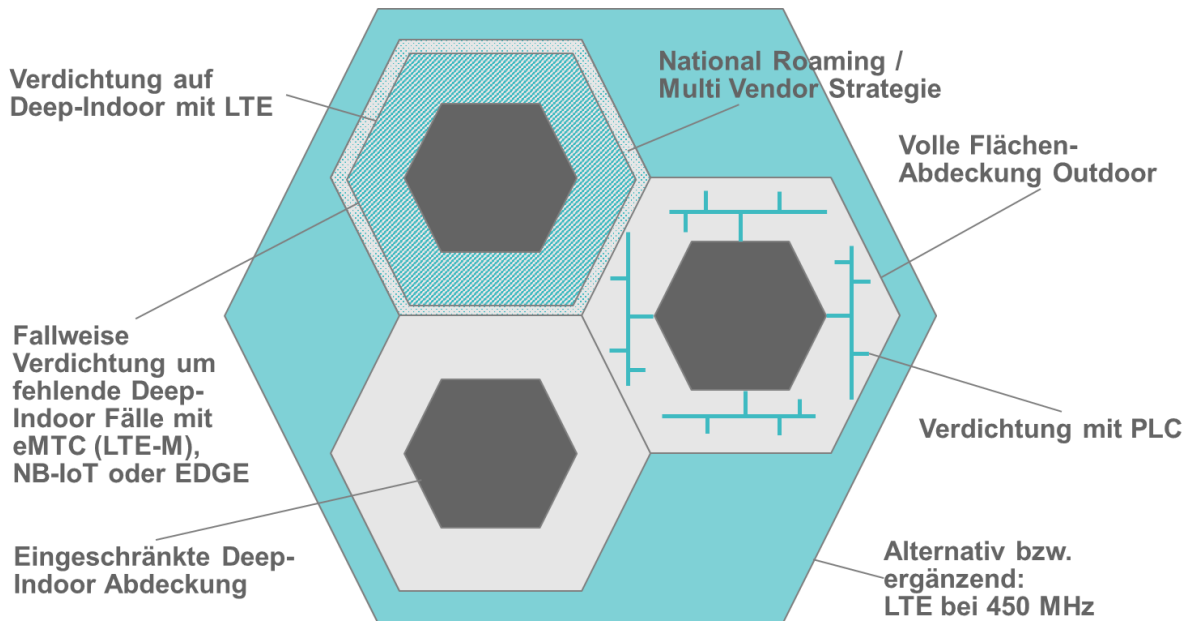 Verdichtung auf
Deep-Indoor mit LTE
National Roaming /
Multi Vendor Strategie
Volle Flächen-
Abdeckung Outdoor
Fallweise
Verdichtung um
fehlende Deep-
Indoor Fälle mit
eMTC (LTE-M),
NB-IoT oder EDGE
Verdichtung mit PLC
Eingeschränkte Deep-
Indoor Abdeckung
Alternativ bzw.
ergänzend:
LTE bei 450 MHz